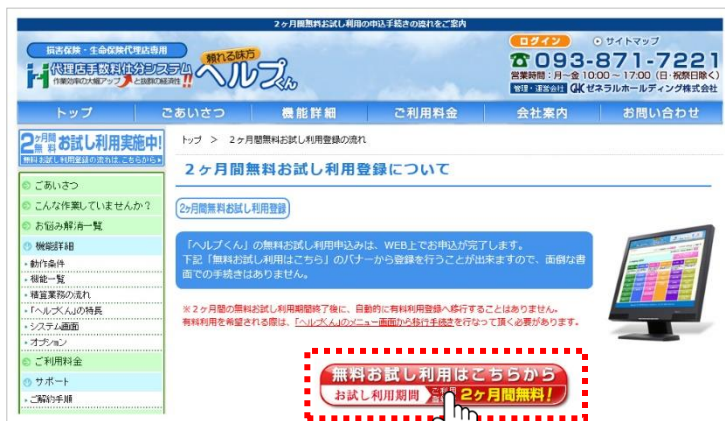 2ヶ月間無料お試し利用の申込手続きの流れをご案内
損害保険・生命保険代理店専用
代理店手数料仕分システム
作業効率の大幅アップと抜群の経済性!!
頼れる味方
ヘルプくん
ログイン
サイトマップ
093-871-7221
営業時間:月~金 10:00~17:00(日・祝祭日除く)
管理・運営会社 GHK ゼネラルホールディング株式会社
トップ ごあいさつ 機能詳細 ご利用料金 会社案内 お問い合わせ
2ヶ月間無料 お試し利用実施中!
無料お試し利用登録の流れは、こちらから
トップ > 2ヶ月間無料お試し利用登録の流れ
2ヶ月間無料お試し利用登録について
ごあいさつ
こんな作業していませんか?
お悩み解消一覧
機能詳細
・動作条件
・機能一覧
・積算業務の流れ
・「ヘルプくん」の特長
・システム画面
・オプション
ご利用料金
サポート
・ご解約手順
2ヶ月間無料お試し利用登録
「ヘルプくん」の無料お試し利用申込みは、WEB上でお申込が完了します。
下記「無料お試し利用はこちら」のバナーから登録を行うことが出来ますので、面倒な書
面での手続きはありません。
※2ヶ月間の無料お試し利用期間終了後に、自動的に有料利用登録へ移行することはありません。
有料利用を希望される際は、「ヘルプくん」のメニュー画面から移行手続きを行なって頂く必要があります。
無料お試し利用はこちらから
お試し利用期間 ご利用 2ヶ月間無料!